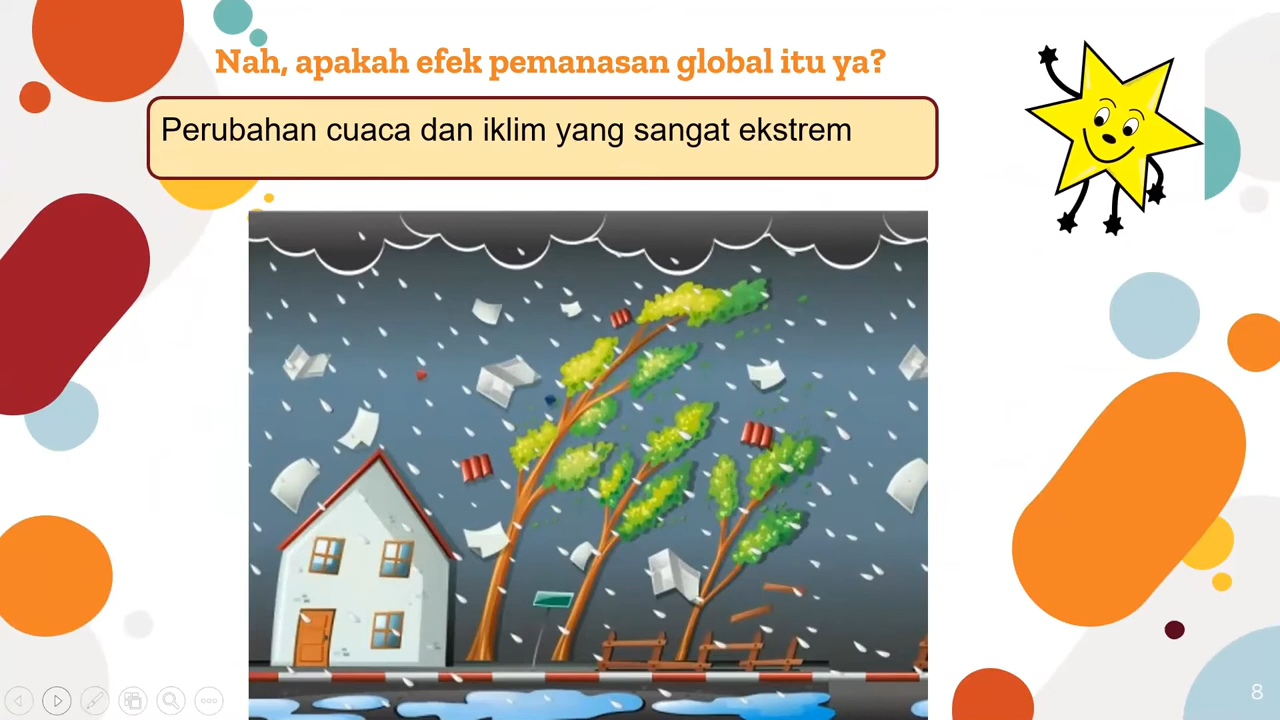 Nah, apakah efek pemanasan global itu ya?
Perubahan cuaca dan iklim yang sangat ekstrem
8